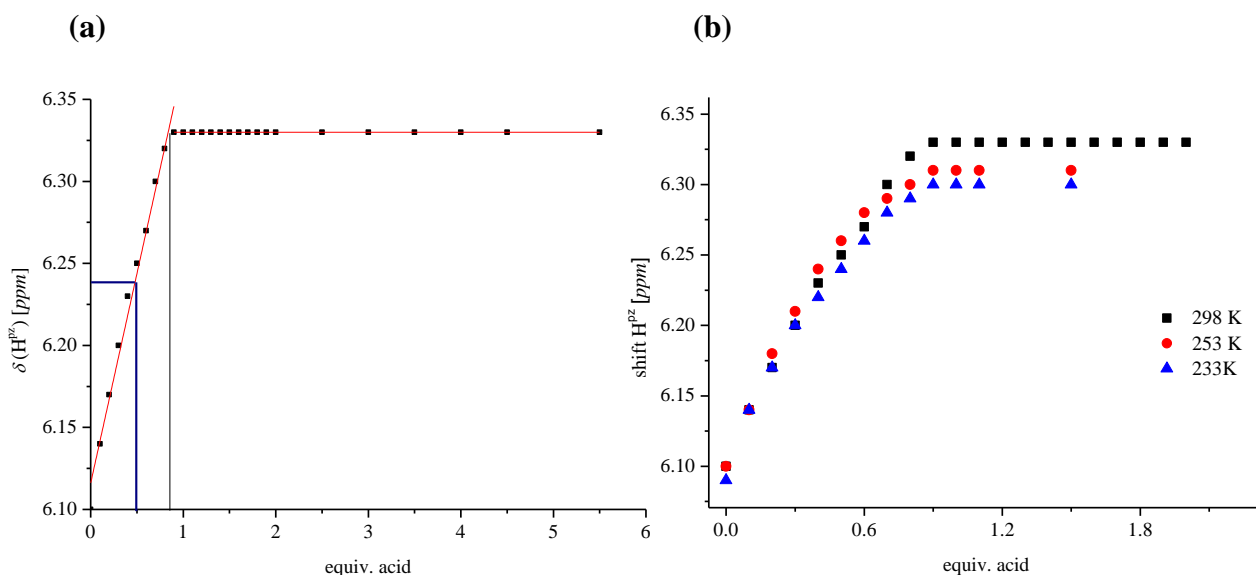 (a)
(b)
6.35
6.30
6.25
6.20
6.15
6.10
δ(Hᵖᶻ) [ppm]
0
1
2
3
4
5
6
equiv. acid
6.35
6.30
6.25
6.20
6.15
6.10
shift Hᵖᶻ [ppm]
298 K
253 K
233K
0.0
0.6
1.2
1.8
equiv. acid